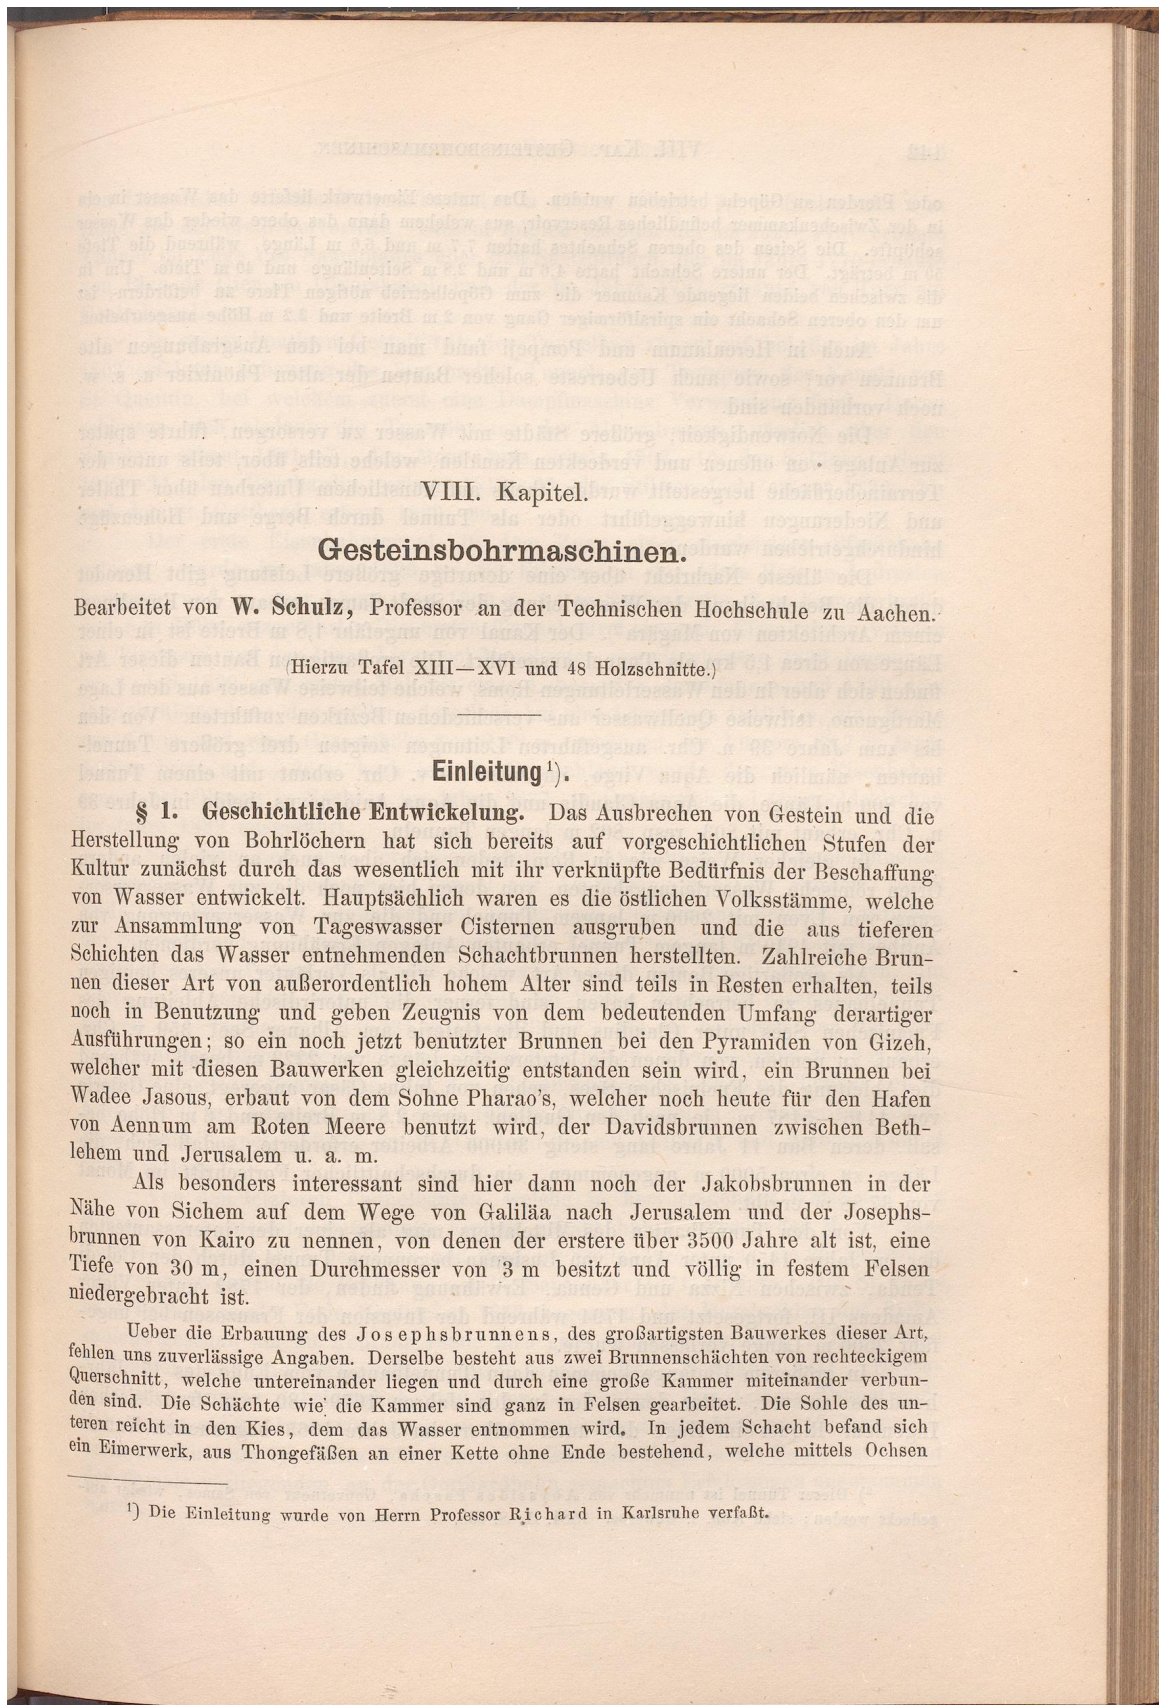 VIII. Kapitel.
Gesteinsbohrmaschinen.
Bearbeitet von W. Schulz, Professor an der Technischen Hochschule zu Aachen.
(Hierzu Tafel XIII—XVI und 48 Holzschnitte.)
Einleitung¹).
§ 1. Geschichtliche Entwickelung. Das Ausbrechen von Gestein und die
Herstellung von Bohrlöchern hat sich bereits auf vorgeschichtlichen Stufen der
Kultur zunächst durch das wesentlich mit ihr verknüpfte Bedürfnis der Beschaffung
von Wasser entwickelt. Hauptsächlich waren es die östlichen Volksstämme, welche
zur Ansammlung von Tageswasser Cisternen ausgruben und die aus tieferen
Schichten das Wasser entnehmenden Schachtbrunnen herstellten. Zahlreiche Brun-
nen dieser Art von außerordentlich hohem Alter sind teils in Resten erhalten, teils
noch in Benutzung und geben Zeugnis von dem bedeutenden Umfang derartiger
Ausführungen; so ein noch jetzt benutzter Brunnen bei den Pyramiden von Gizeh,
welcher mit diesen Bauwerken gleichzeitig entstanden sein wird, ein Brunnen bei
Wadee Jasous, erbaut von dem Sohne Pharao's, welcher noch heute für den Hafen
von Aennum am Roten Meere benutzt wird, der Davidsbrunnen zwischen Beth-
lehem und Jerusalem u. a. m.
Als besonders interessant sind hier dann noch der Jakobsbrunnen in der
Nähe von Sichem auf dem Wege von Galiläa nach Jerusalem und der Josephs-
brunnen von Kairo zu nennen, von denen der erstere über 3500 Jahre alt ist, eine
Tiefe von 30 m, einen Durchmesser von 3 m besitzt und völlig in festem Felsen
niedergebracht ist.
Ueber die Erbauung des Josephsbrunnens, des großartigsten Bauwerkes dieser Art,
fehlen uns zuverlässige Angaben. Derselbe besteht aus zwei Brunnenschächten von rechteckigem
Querschnitt, welche untereinander liegen und durch eine große Kammer miteinander verbun-
den sind. Die Schächte wie die Kammer sind ganz in Felsen gearbeitet. Die Sohle des un-
teren reicht in den Kies, dem das Wasser entnommen wird. In jedem Schacht befand sich
ein Eimerwerk, aus Thongefäßen an einer Kette ohne Ende bestehend, welche mittels Ochsen
¹) Die Einleitung wurde von Herrn Professor Richard in Karlsruhe verfaßt.